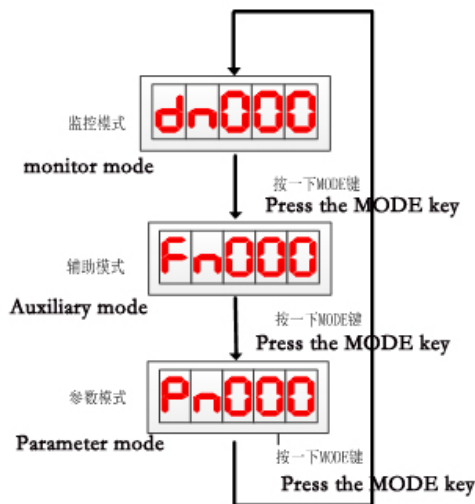 dn000
监控模式
monitor mode
按一下MODE键
Press the MODE key
Fn000
辅助模式
Auxiliary mode
按一下MODE键
Press the MODE key
Pn000
参数模式
Parameter mode
按一下MODE键
Press the MODE key